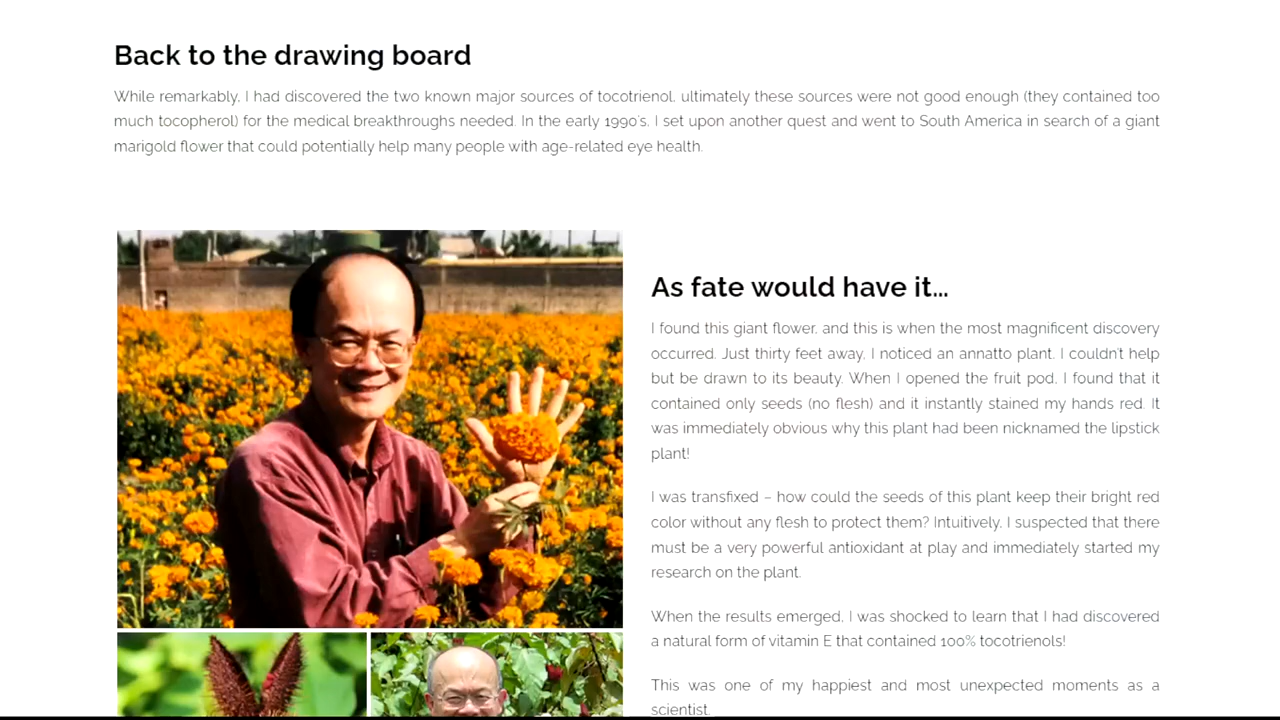 Back to the drawing board
While remarkably, I had discovered the two known major sources of tocotrienol, ultimately these sources were not good enough (they contained too
much tocopherol) for the medical breakthroughs needed. In the early 1990's, I set upon another quest and went to South America in search of a giant
marigold flower that could potentially help many people with age-related eye health.
As fate would have it...
I found this giant flower, and this is when the most magnificent discovery
occurred. Just thirty feet away, I noticed an annatto plant. I couldn't help
but be drawn to its beauty. When I opened the fruit pod, I found that it
contained only seeds (no flesh) and it instantly stained my hands red. It
was immediately obvious why this plant had been nicknamed the lipstick
plant!
I was transfixed – how could the seeds of this plant keep their bright red
color without any flesh to protect them? Intuitively, I suspected that there
must be a very powerful antioxidant at play and immediately started my
research on the plant.
When the results emerged, I was shocked to learn that I had discovered
a natural form of vitamin E that contained 100% tocotrienols!
This was one of my happiest and most unexpected moments as a
scientist.